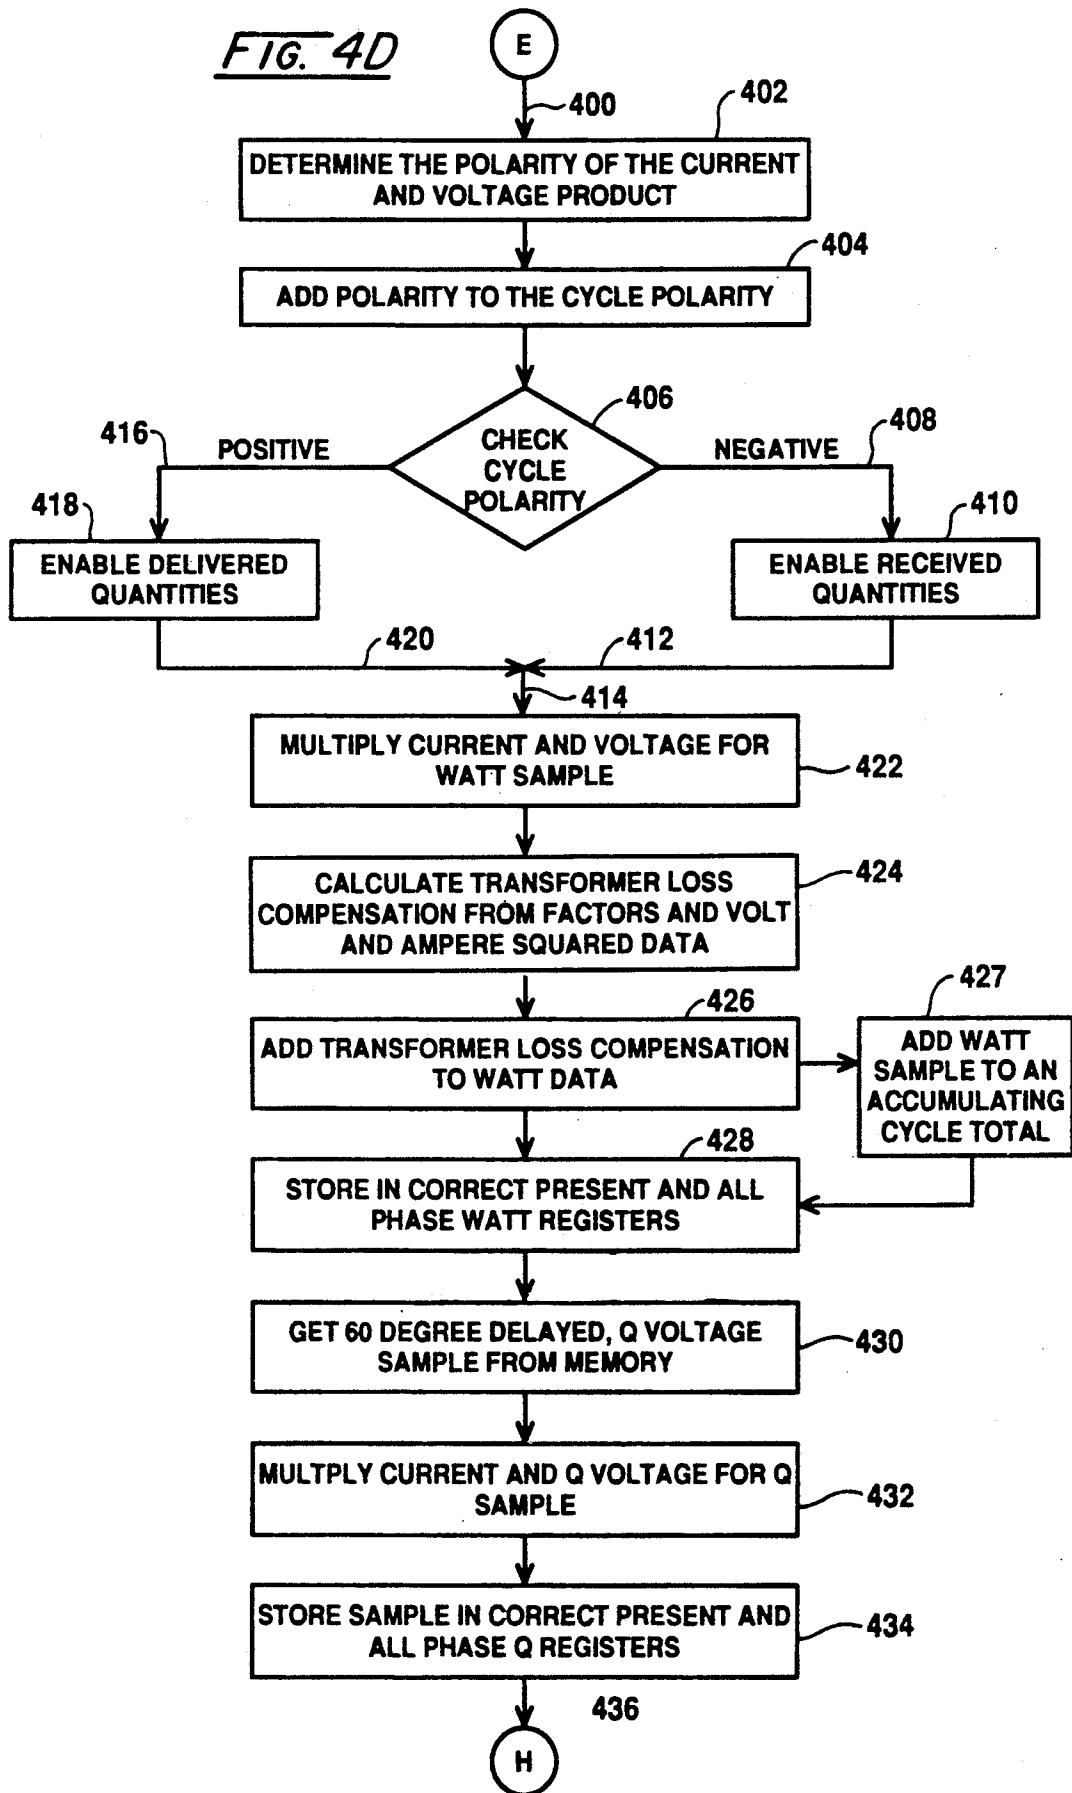 FIG. 4D
E
400
402
DETERMINE THE POLARITY OF THE CURRENT
AND VOLTAGE PRODUCT
404
ADD POLARITY TO THE CYCLE POLARITY
406
CHECK
CYCLE
POLARITY
416
POSITIVE
NEGATIVE
408
418
ENABLE DELIVERED
QUANTITIES
410
ENABLE RECEIVED
QUANTITIES
420
412
414
MULTIPLY CURRENT AND VOLTAGE FOR
WATT SAMPLE
422
CALCULATE TRANSFORMER LOSS
COMPENSATION FROM FACTORS AND VOLT
AND AMPERE SQUARED DATA
424
426
ADD TRANSFORMER LOSS COMPENSATION
TO WATT DATA
427
ADD WATT
SAMPLE TO AN
ACCUMULATING
CYCLE TOTAL
428
STORE IN CORRECT PRESENT AND ALL
PHASE WATT REGISTERS
GET 60 DEGREE DELAYED, Q VOLTAGE
SAMPLE FROM MEMORY
430
MULTPLY CURRENT AND Q VOLTAGE FOR Q
SAMPLE
432
STORE SAMPLE IN CORRECT PRESENT AND
ALL PHASE Q REGISTERS
434
436
H